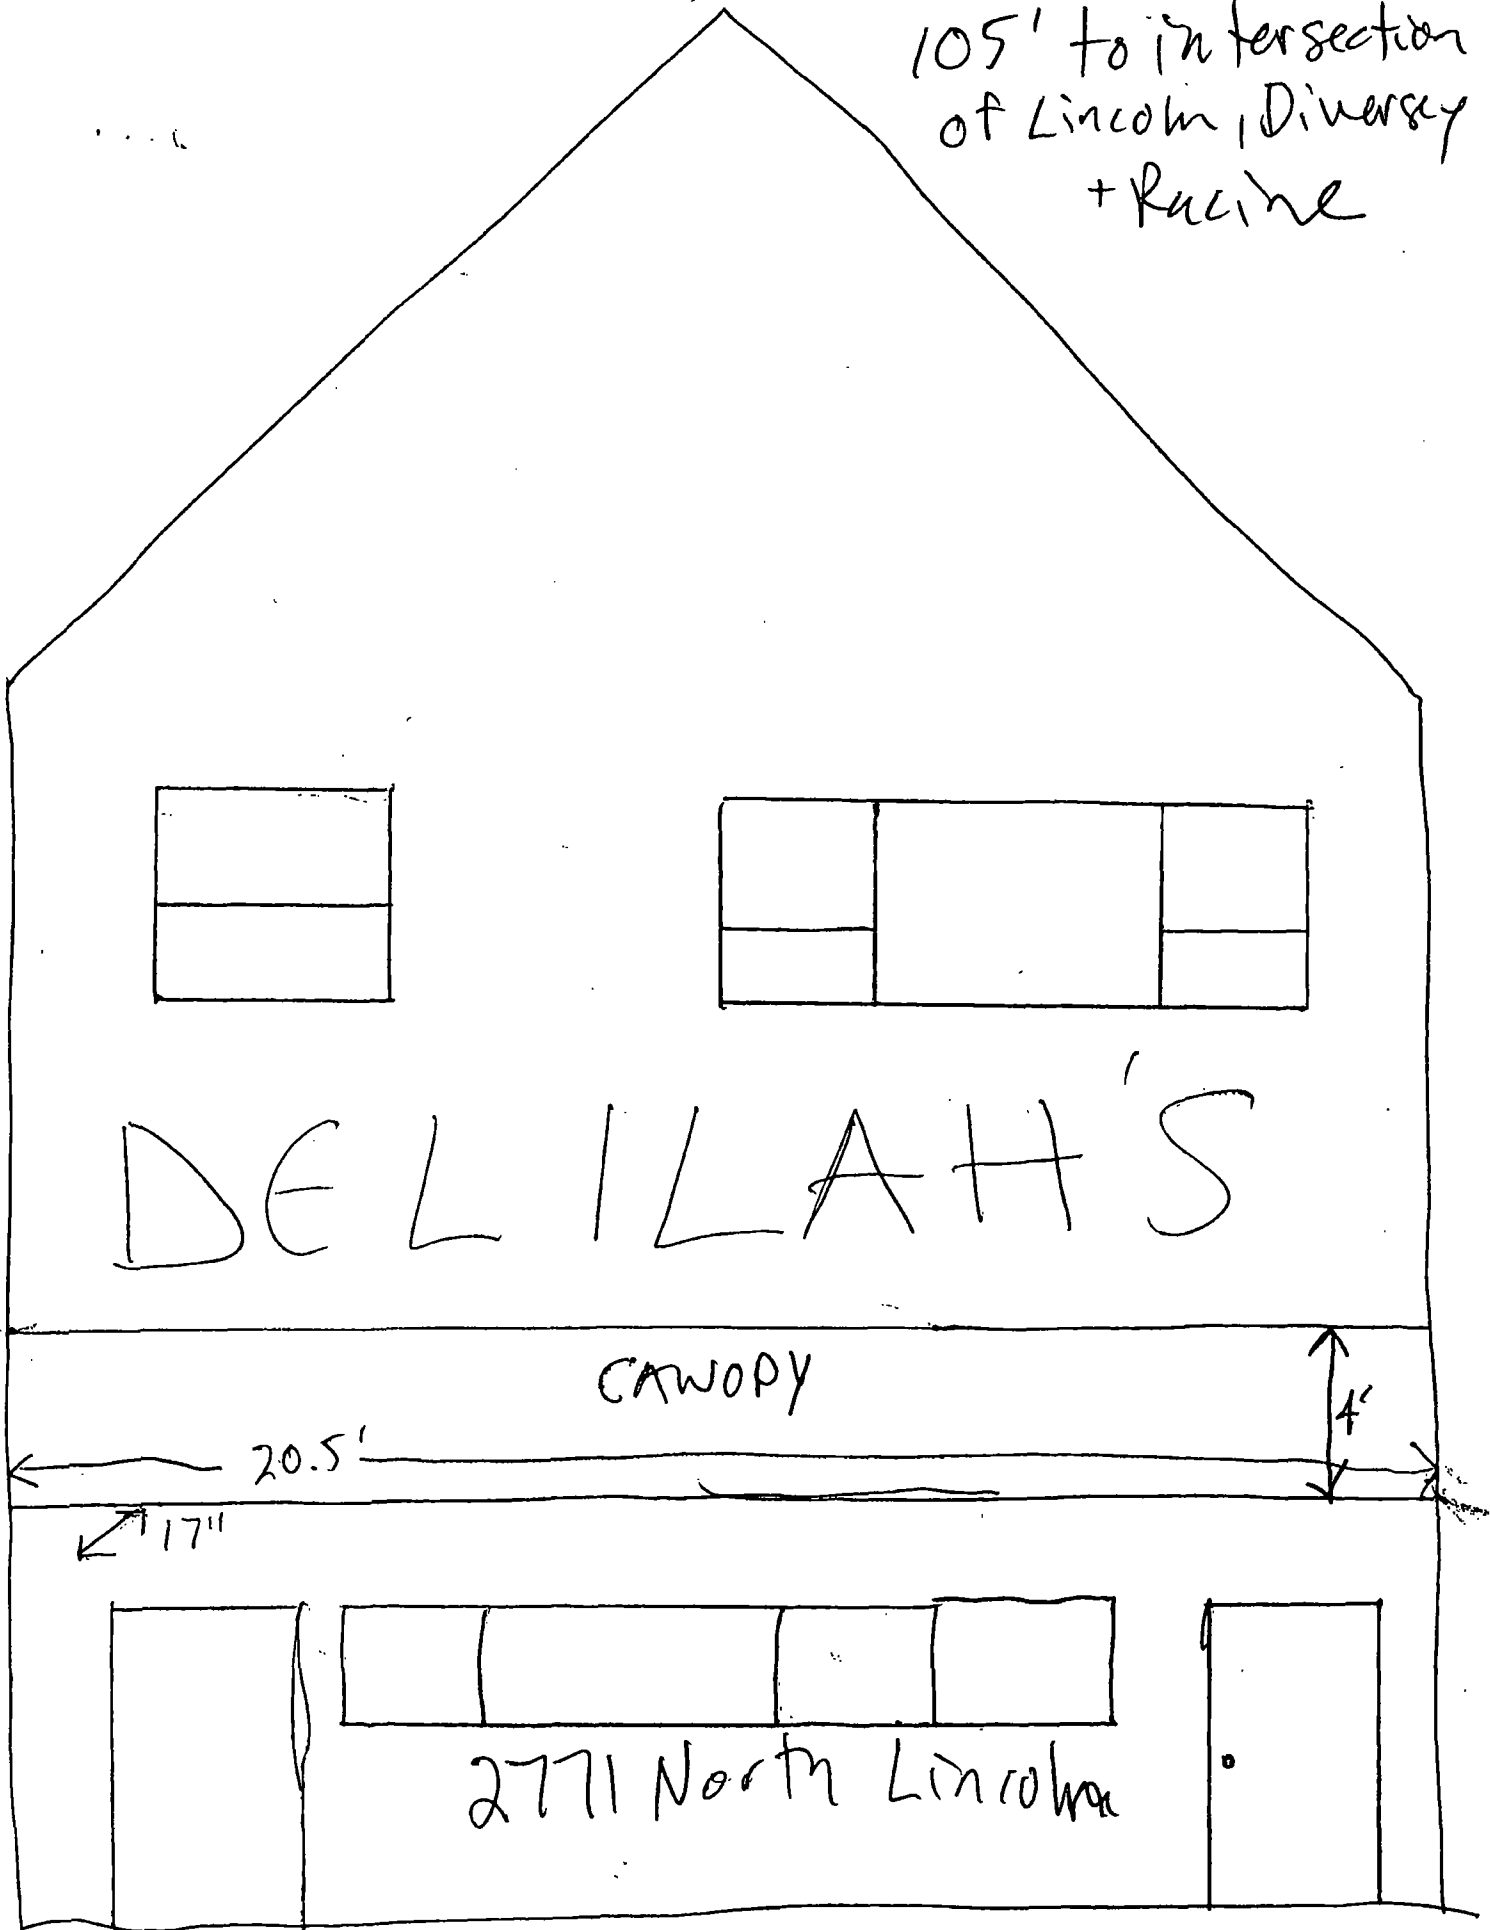 105' to intersection
of Lincoln, Diversey
+ Racine
DELILAH'S
CANOPY
4'
20.5'
17"
2771 North Lincoln